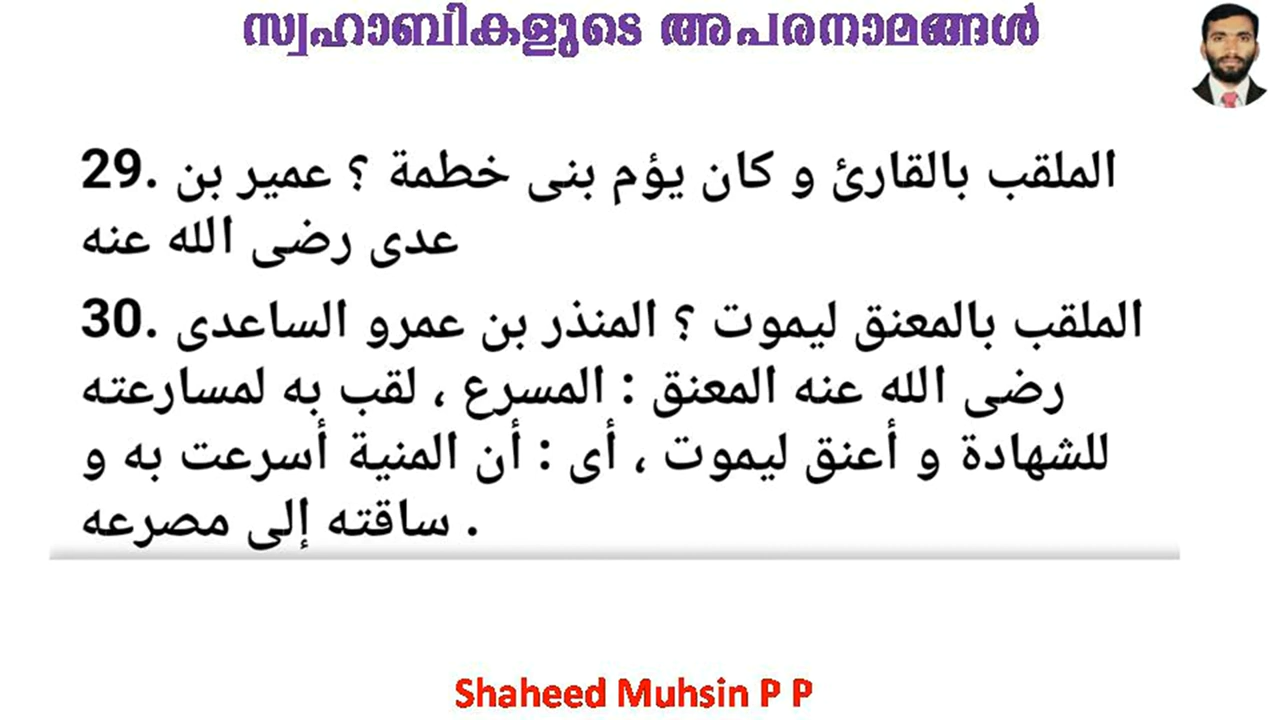 സ്വഹാബികളുടെ അപരനാമങ്ങൾ
29. الملقب بالقارئ و كان يؤم بنى خطمة ؟ عمير بن
عدى رضى الله عنه
30. الملقب بالمعنق ليموت ؟ المنذر بن عمرو الساعدى
رضى الله عنه المعنق : المسرع ، لقب به لمسارعته
للشهادة و أعنق ليموت ، أى : أن المنية أسرعت به و
ساقته إلى مصرعه .
Shaheed Muhsin P P